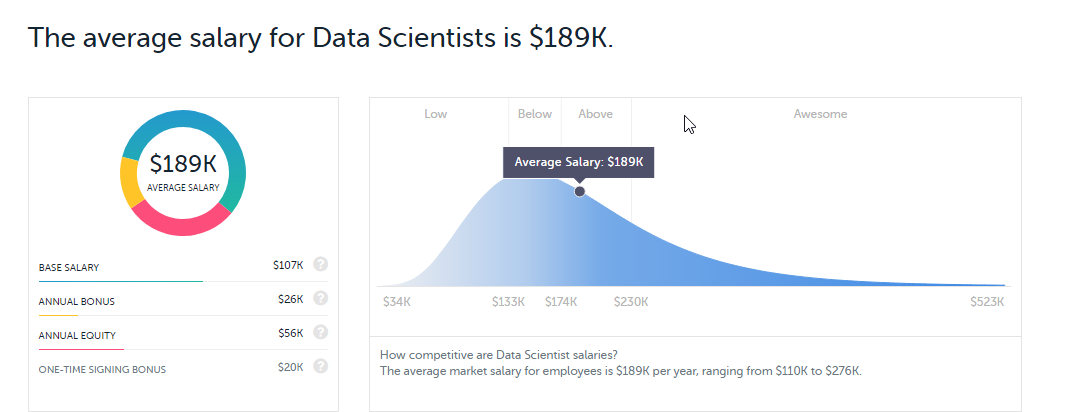 The average salary for Data Scientists is $189K.
$189K
AVERAGE SALARY
BASE SALARY $107K ?
ANNUAL BONUS $26K ?
ANNUAL EQUITY $56K ?
ONE-TIME SIGNING BONUS $20K ?
Low Below Above Awesome
Average Salary: $189K
$34K $133K $174K $230K $523K
How competitive are Data Scientist salaries?
The average market salary for employees is $189K per year, ranging from $110K to $276K.